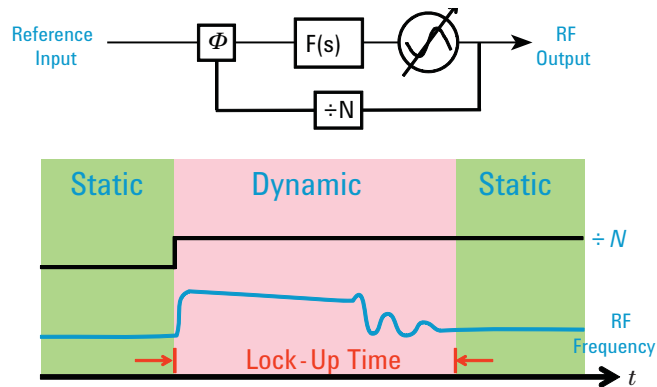 Reference
Input
Φ
F(s)
RF
Output
÷N
Static
Dynamic
Static
÷ N
RF
Frequency
Lock-Up Time
t